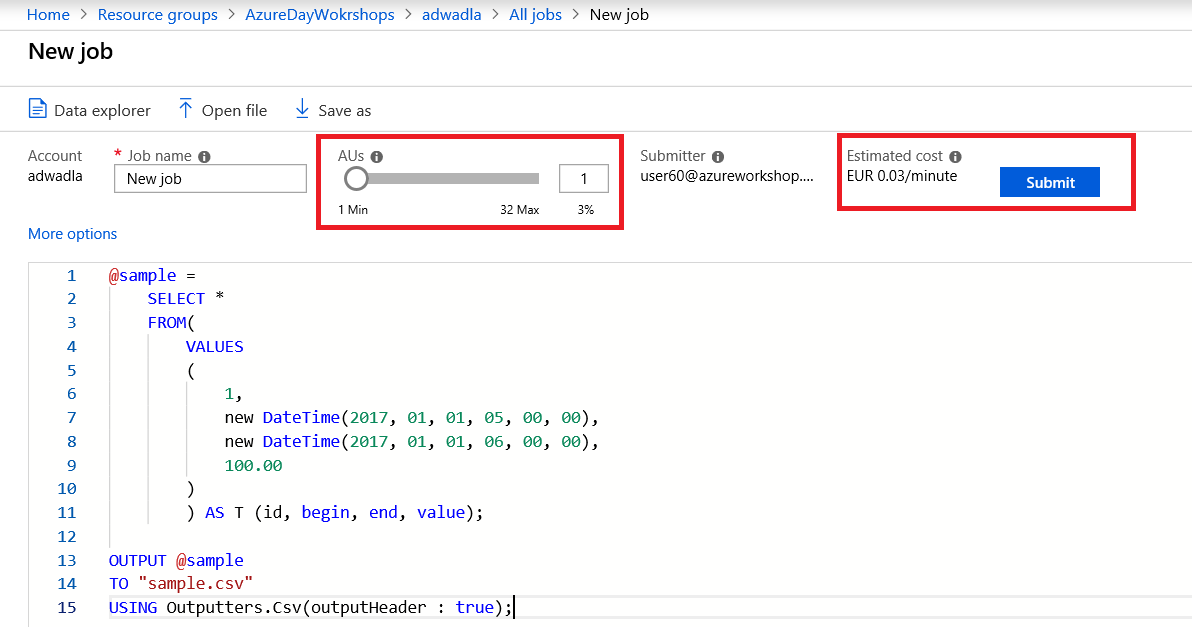 Home > Resource groups > AzureDayWokrshops > adwadla > All jobs > New job
New job
Data explorer Open file Save as
Account * Job name AUs Submitter Estimated cost
adwadla New job 1 user60@azureworkshop.... EUR 0.03/minute Submit
1 Min 32 Max 3%
More options
1 @sample =
2 SELECT *
3 FROM(
4 VALUES
5 (
6 1,
7 new DateTime(2017, 01, 01, 05, 00, 00),
8 new DateTime(2017, 01, 01, 06, 00, 00),
9 100.00
10 )
11 ) AS T (id, begin, end, value);
12
13 OUTPUT @sample
14 TO "sample.csv"
15 USING Outputters.Csv(outputHeader : true);